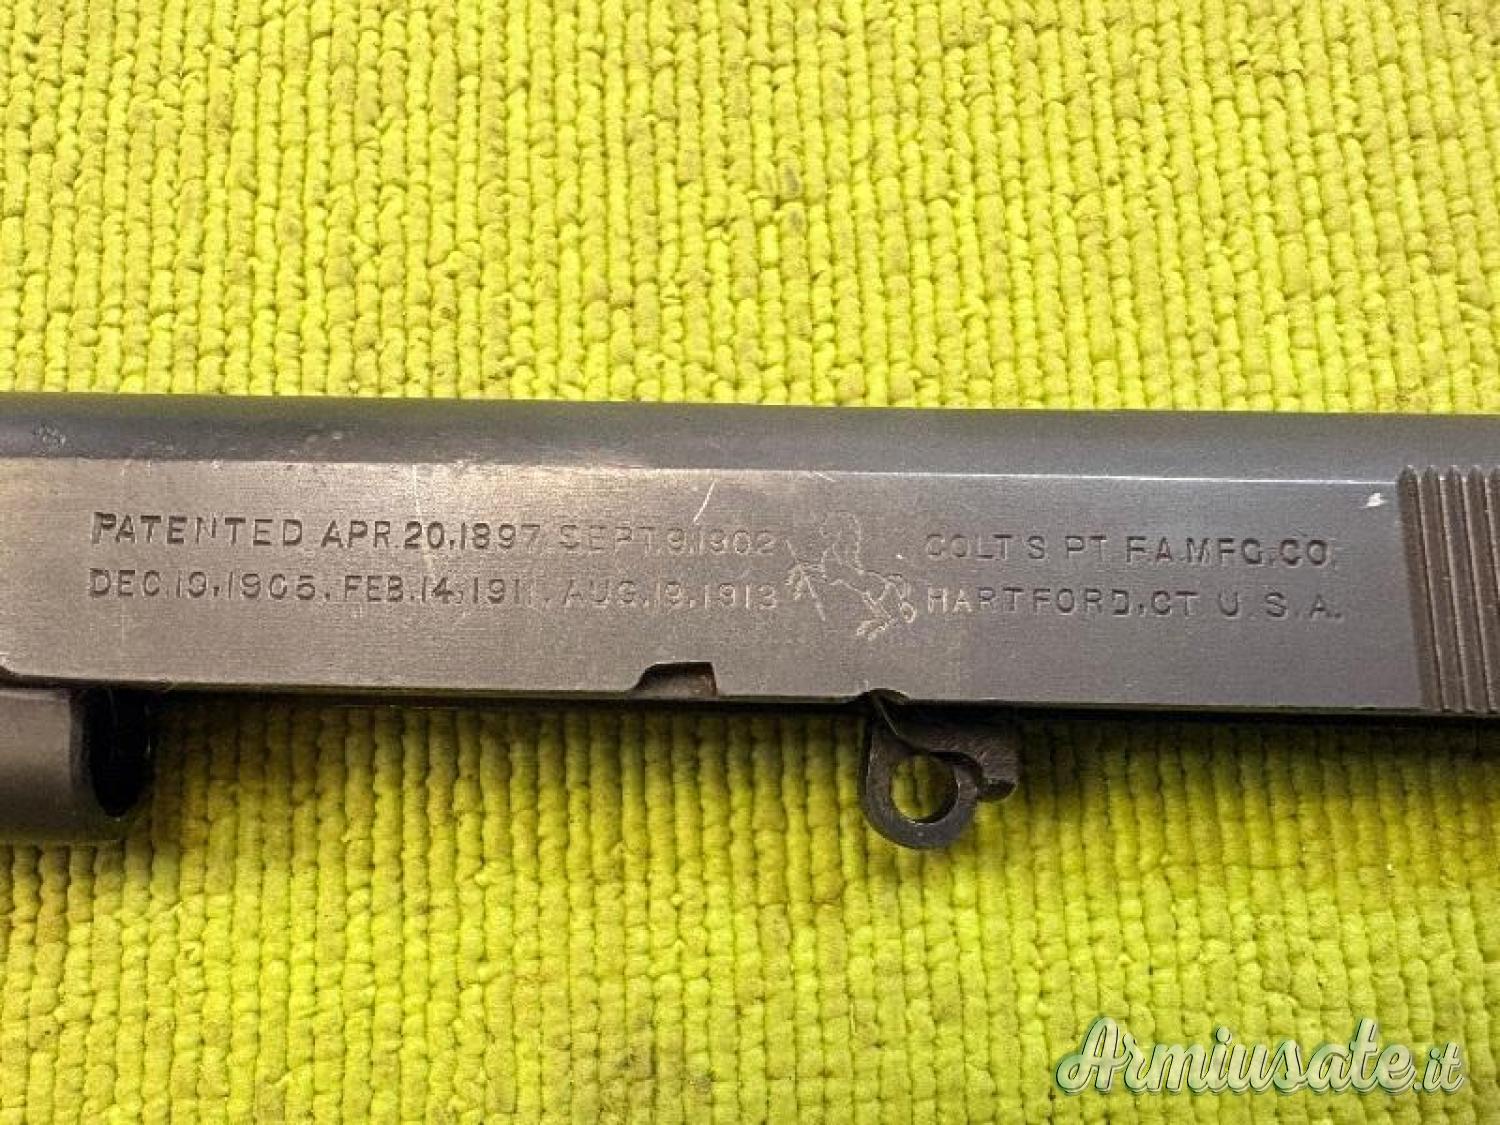 PATENTED APR.20,1897. SEPT.9,1902
DEC.19,1905. FEB.14,1911. AUG.19,1913
COLT'S PT. F.A.MFG.CO.
HARTFORD,CT. U.S.A.
Armiusate.it